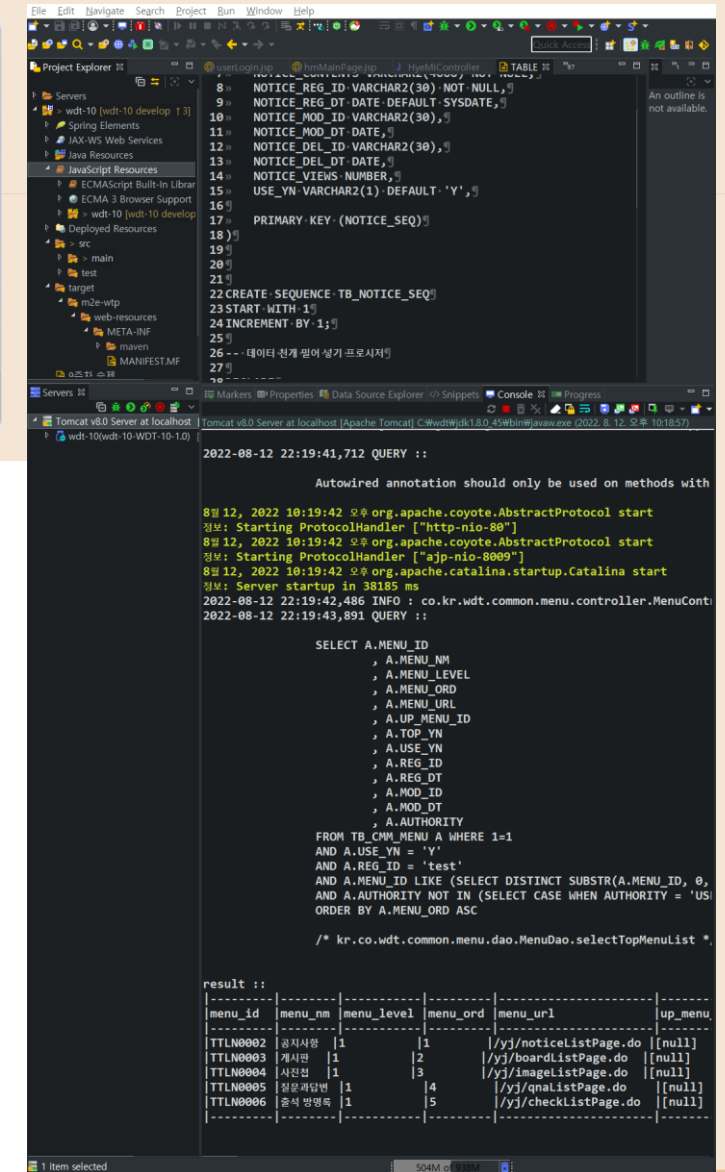 File Edit Navigate Search Project Run Window Help
Quick Access
Project Explorer
Servers
> wdt-10 [wdt-10 develop ↑3]
Spring Elements
JAX-WS Web Services
Java Resources
JavaScript Resources
ECMAScript Built-In Librar
ECMA 3 Browser Support
> wdt-10 [wdt-10 develop
Deployed Resources
> src
> main
> test
target
m2e-wtp
web-resources
META-INF
maven
MANIFEST.MF
userLogin.jsp hmMainPage.jsp HyeMiController TABLE
8 NOTICE_REG_ID VARCHAR2(30) NOT NULL,
9 NOTICE_REG_DT DATE DEFAULT SYSDATE,
10 NOTICE_MOD_ID VARCHAR2(30),
11 NOTICE_MOD_DT DATE,
12 NOTICE_DEL_ID VARCHAR2(30),
13 NOTICE_DEL_DT DATE,
14 NOTICE_VIEWS NUMBER,
15 USE_YN VARCHAR2(1) DEFAULT 'Y',
16
17 PRIMARY KEY (NOTICE_SEQ)
18 )
19
20
21
22 CREATE SEQUENCE TB_NOTICE_SEQ
23 START WITH 1
24 INCREMENT BY 1;
25
26 -- 데이터 천개 밀어 넣기 프로시저
27
An outline is
not available.
Servers
Tomcat v8.0 Server at localhost
wdt-10(wdt-10-WDT-10-1.0)
Markers Properties Data Source Explorer Snippets Console Progress
Tomcat v8.0 Server at localhost [Apache Tomcat] C:₩wdt₩jdk1.8.0_45₩bin₩javaw.exe (2022. 8. 12. 오후 10:18:57)
2022-08-12 22:19:41,712 QUERY ::
Autowired annotation should only be used on methods with
8월 12, 2022 10:19:42 오후 org.apache.coyote.AbstractProtocol start
정보: Starting ProtocolHandler ["http-nio-80"]
8월 12, 2022 10:19:42 오후 org.apache.coyote.AbstractProtocol start
정보: Starting ProtocolHandler ["ajp-nio-8009"]
8월 12, 2022 10:19:42 오후 org.apache.catalina.startup.Catalina start
정보: Server startup in 38185 ms
2022-08-12 22:19:42,486 INFO : co.kr.wdt.common.menu.controller.MenuCont
2022-08-12 22:19:43,891 QUERY ::
SELECT A.MENU_ID
, A.MENU_NM
, A.MENU_LEVEL
, A.MENU_ORD
, A.MENU_URL
, A.UP_MENU_ID
, A.TOP_YN
, A.USE_YN
, A.REG_ID
, A.REG_DT
, A.MOD_ID
, A.MOD_DT
, A.AUTHORITY
FROM TB_CMM_MENU A WHERE 1=1
AND A.USE_YN = 'Y'
AND A.REG_ID = 'test'
AND A.MENU_ID LIKE (SELECT DISTINCT SUBSTR(A.MENU_ID, 0,
AND A.AUTHORITY NOT IN (SELECT CASE WHEN AUTHORITY = 'US
ORDER BY A.MENU_ORD ASC
/* kr.co.wdt.common.menu.dao.MenuDao.selectTopMenuList *
result ::
|---------|--------|-----------|---------|--------------------|------
|menu_id |menu_nm |menu_level |menu_ord |menu_url |up_menu
|---------|--------|-----------|---------|--------------------|------
|TTLN0002 |공지사항 |1 |1 |/yj/noticeListPage.do |[null]
|TTLN0003 |게시판 |1 |2 |/yj/boardListPage.do |[null]
|TTLN0004 |사진첩 |1 |3 |/yj/imageListPage.do |[null]
|TTLN0005 |질문과답변 |1 |4 |/yj/qnaListPage.do |[null]
|TTLN0006 |출석 방명록 |1 |5 |/yj/checkListPage.do |[null]
|---------|--------|-----------|---------|--------------------|------
1 item selected
504M of 938M